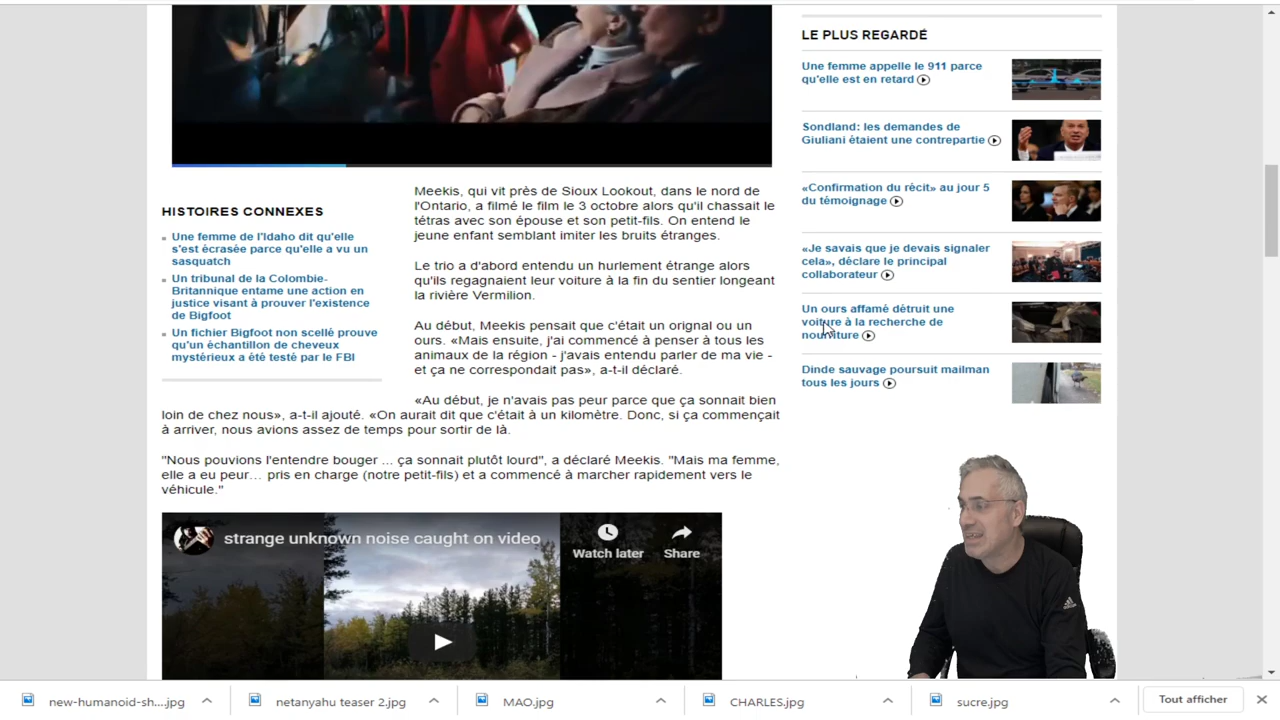 LE PLUS REGARDÉ
Une femme appelle le 911 parce
qu'elle est en retard
Sondland: les demandes de
Giuliani étaient une contrepartie
«Confirmation du récit» au jour 5
du témoignage
«Je savais que je devais signaler
cela», déclare le principal
collaborateur
Un ours affamé détruit une
voiture à la recherche de
nourriture
Dinde sauvage poursuit mailman
tous les jours
HISTOIRES CONNEXES
Une femme de l'Idaho dit qu'elle
s'est écrasée parce qu'elle a vu un
sasquatch
Un tribunal de la Colombie-
Britannique entame une action en
justice visant à prouver l'existence
de Bigfoot
Un fichier Bigfoot non scellé prouve
qu'un échantillon de cheveux
mystérieux a été testé par le FBI
Meekis, qui vit près de Sioux Lookout, dans le nord de
l'Ontario, a filmé le film le 3 octobre alors qu'il chassait le
tétras avec son épouse et son petit-fils. On entend le
jeune enfant semblant imiter les bruits étranges.
Le trio a d'abord entendu un hurlement étrange alors
qu'ils regagnaient leur voiture à la fin du sentier longeant
la rivière Vermilion.
Au début, Meekis pensait que c'était un orignal ou un
ours. «Mais ensuite, j'ai commencé à penser à tous les
animaux de la région - j'avais entendu parler de ma vie -
et ça ne correspondait pas», a-t-il déclaré.
«Au début, je n'avais pas peur parce que ça sonnait bien
loin de chez nous», a-t-il ajouté. «On aurait dit que c'était à un kilomètre. Donc, si ça commençait
à arriver, nous avions assez de temps pour sortir de là.
"Nous pouvions l'entendre bouger ... ça sonnait plutôt lourd", a déclaré Meekis. "Mais ma femme,
elle a eu peur… pris en charge (notre petit-fils) et a commencé à marcher rapidement vers le
véhicule."
strange unknown noise caught on video
Watch later
Share
new-humanoid-sh....jpg
netanyahu teaser 2.jpg
MAO.jpg
CHARLES.jpg
sucre.jpg
Tout afficher